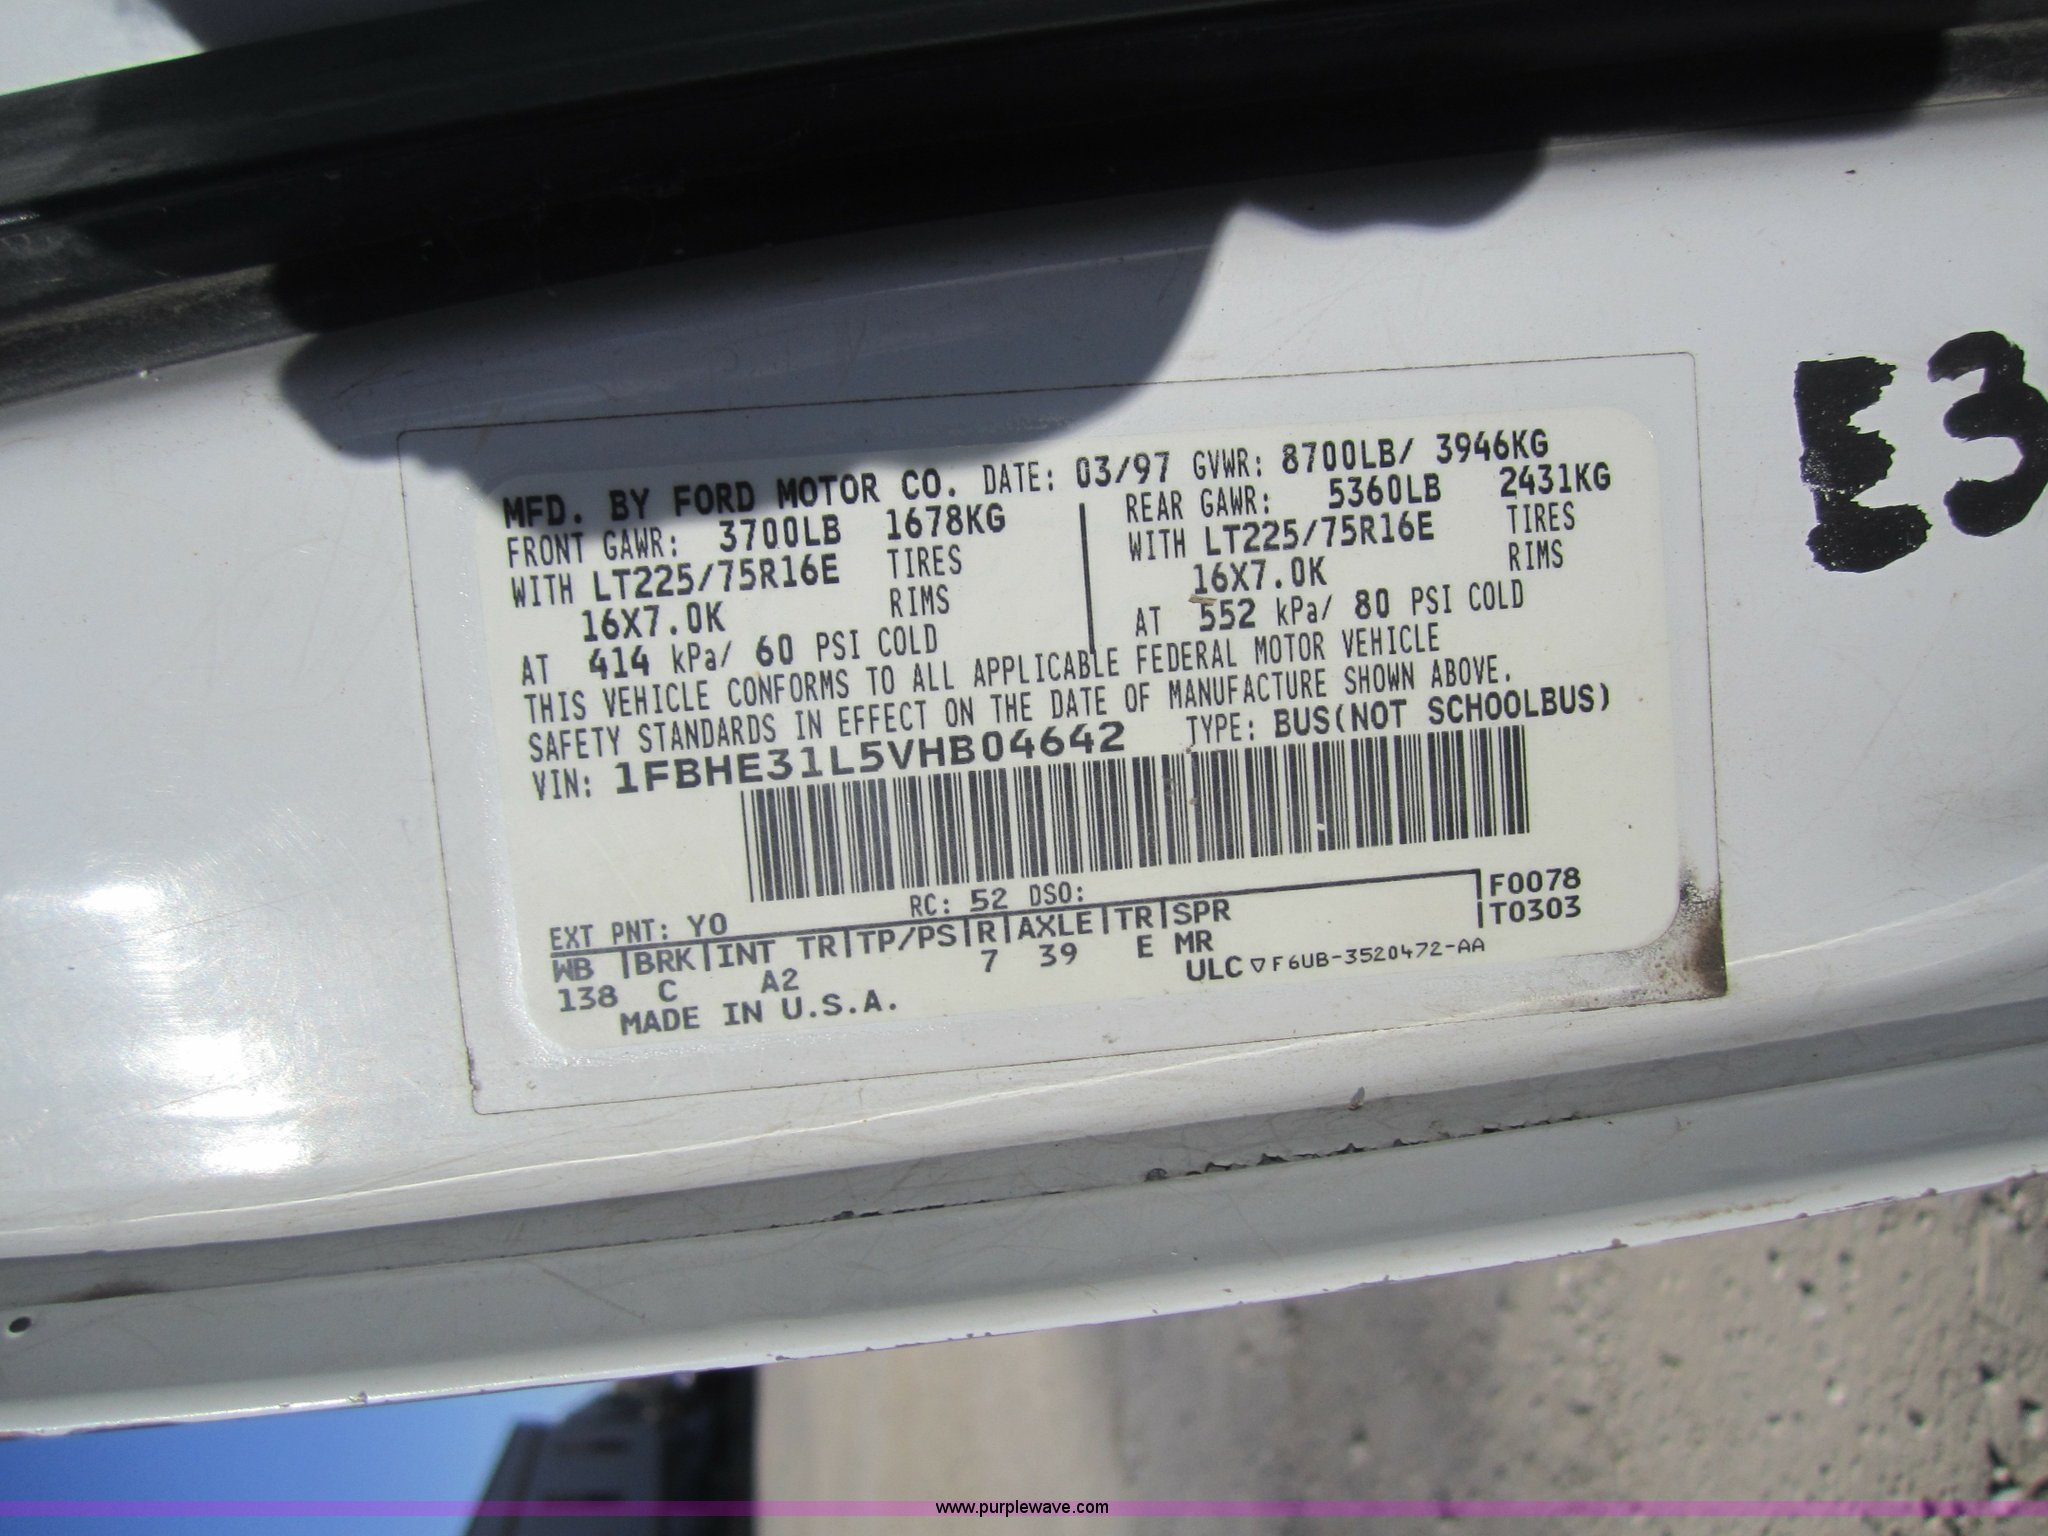 MFD. BY FORD MOTOR CO. DATE: 03/97 GVWR: 8700LB/ 3946KG
FRONT GAWR: 3700LB 1678KG
WITH LT225/75R16E TIRES
16X7.0K RIMS
AT 414 kPa/ 60 PSI COLD
REAR GAWR: 5360LB 2431KG
WITH LT225/75R16E TIRES
16X7.0K RIMS
AT 552 kPa/ 80 PSI COLD
THIS VEHICLE CONFORMS TO ALL APPLICABLE FEDERAL MOTOR VEHICLE
SAFETY STANDARDS IN EFFECT ON THE DATE OF MANUFACTURE SHOWN ABOVE.
VIN: 1FBHE31L5VHB04642 TYPE: BUS(NOT SCHOOLBUS)
EXT PNT: YO RC: 52 DSO: F0078
WB BRK INT TR TP/PS R AXLE TR SPR T0303
138 C A2 7 39 E MR
MADE IN U.S.A. ULC ▽F6UB-3520472-AA
E3
www.purplewave.com